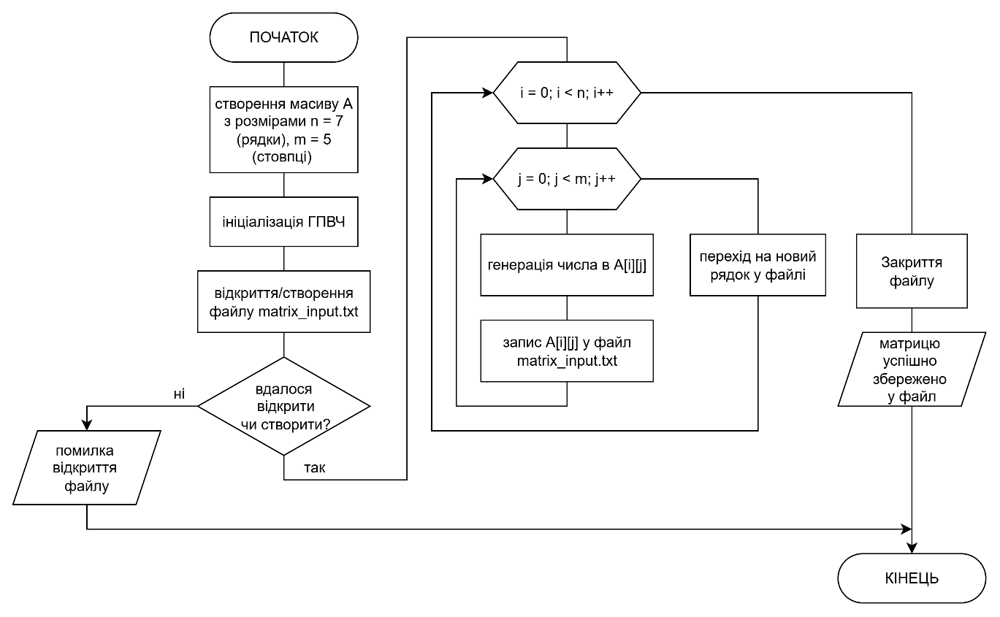 ПОЧАТОК
створення масиву A
з розмірами n = 7
(рядки), m = 5
(стовпці)
ініціалізація ГПВЧ
відкриття/створення
файлу matrix_input.txt
вдалося
відкрити
чи створити?
ні
так
помилка
відкриття
файлу
i = 0; i < n; i++
j = 0; j < m; j++
генерація числа в A[i][j]
запис A[i][j] у файл
matrix_input.txt
перехід на новий
рядок у файлі
Закриття
файлу
матрицю
успішно
збережено
у файл
КІНЕЦЬ